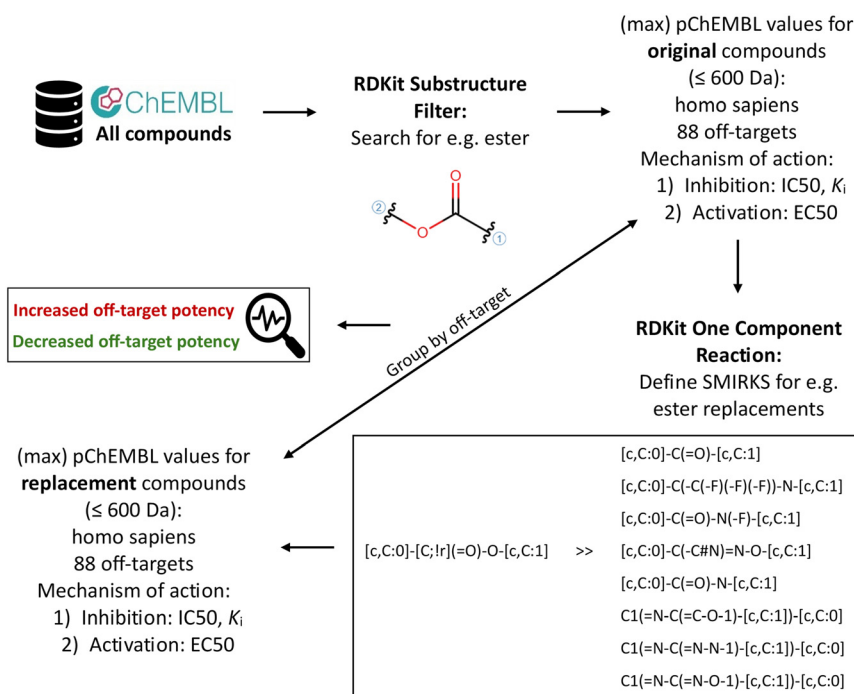 ChEMBL
All compounds
RDKit Substructure
Filter:
Search for e.g. ester
O
O
②
①
(max) pChEMBL values for
original compounds
(≤ 600 Da):
homo sapiens
88 off-targets
Mechanism of action:
1) Inhibition: IC50, Ki
2) Activation: EC50
RDKit One Component
Reaction:
Define SMIRKS for e.g.
ester replacements
Group by off-target
Increased off-target potency
Decreased off-target potency
[c,C:0]-[C;!r](=O)-O-[c,C:1]
>>
[c,C:0]-C(=O)-[c,C:1]
[c,C:0]-C(-C(-F)(-F)(-F))-N-[c,C:1]
[c,C:0]-C(=O)-N(-F)-[c,C:1]
[c,C:0]-C(-C#N)=N-O-[c,C:1]
[c,C:0]-C(=O)-N-[c,C:1]
C1(=N-C(=C-O-1)-[c,C:1])-[c,C:0]
C1(=N-C(=N-N-1)-[c,C:1])-[c,C:0]
C1(=N-C(=N-O-1)-[c,C:1])-[c,C:0]
(max) pChEMBL values for
replacement compounds
(≤ 600 Da):
homo sapiens
88 off-targets
Mechanism of action:
1) Inhibition: IC50, Ki
2) Activation: EC50